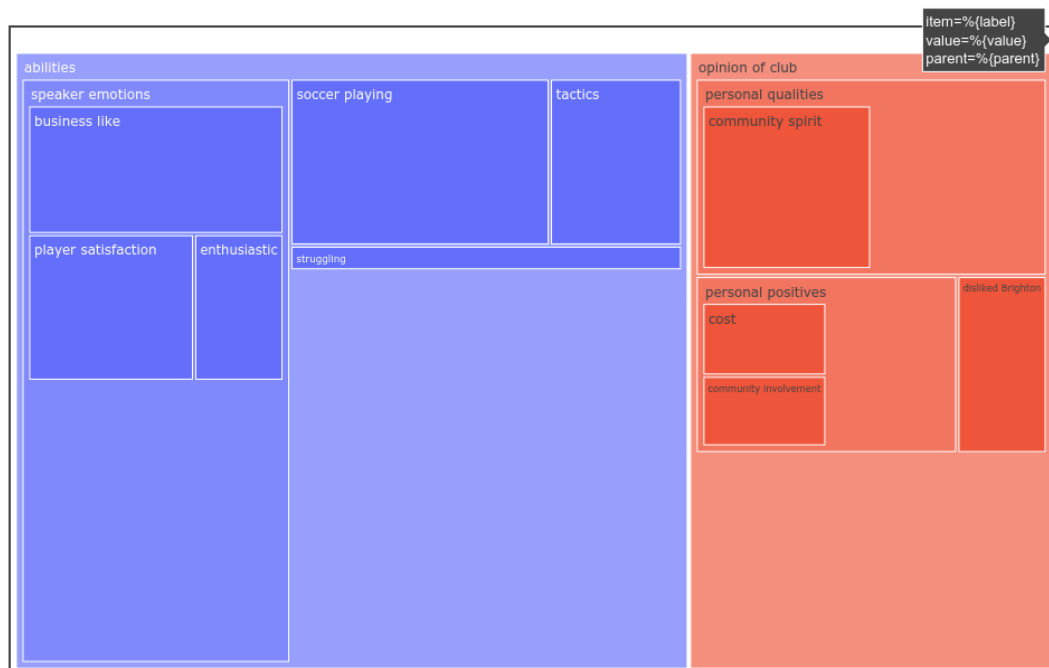 item=%{label}
value=%{value}
parent=%{parent}
abilities
opinion of club
speaker emotions
soccer playing
tactics
personal qualities
business like
community spirit
player satisfaction
enthusiastic
struggling
personal positives
disliked Brighton
cost
community involvement